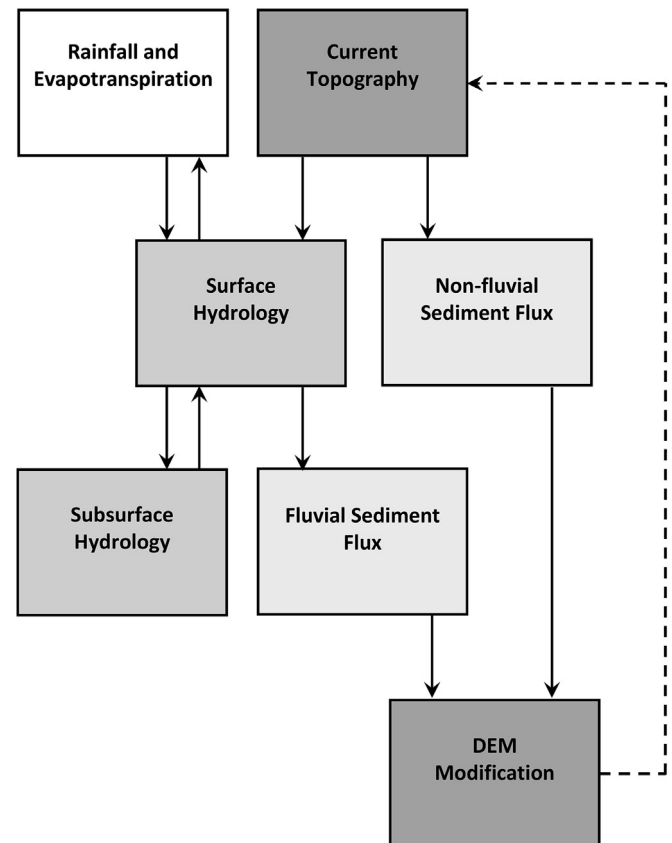 Rainfall and
Evapotranspiration
Current
Topography
Surface
Hydrology
Non-fluvial
Sediment Flux
Subsurface
Hydrology
Fluvial Sediment
Flux
DEM
Modification